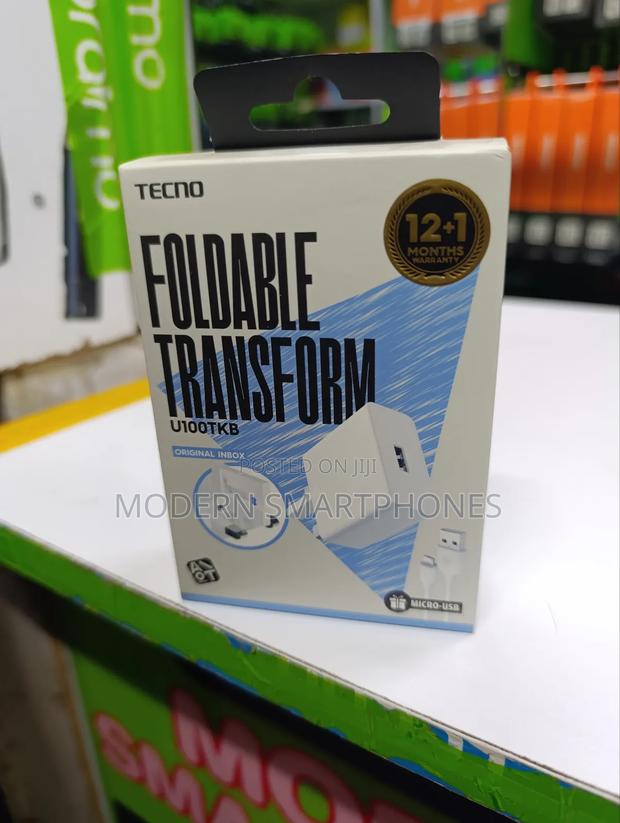 TECNO
12+1
MONTHS
WARRANTY
FOLDABLE
TRANSFORM
U100TKB
ORIGINAL INBOX
POSTED ON JIJI
MODERN SMARTPHONES
MICRO-USB